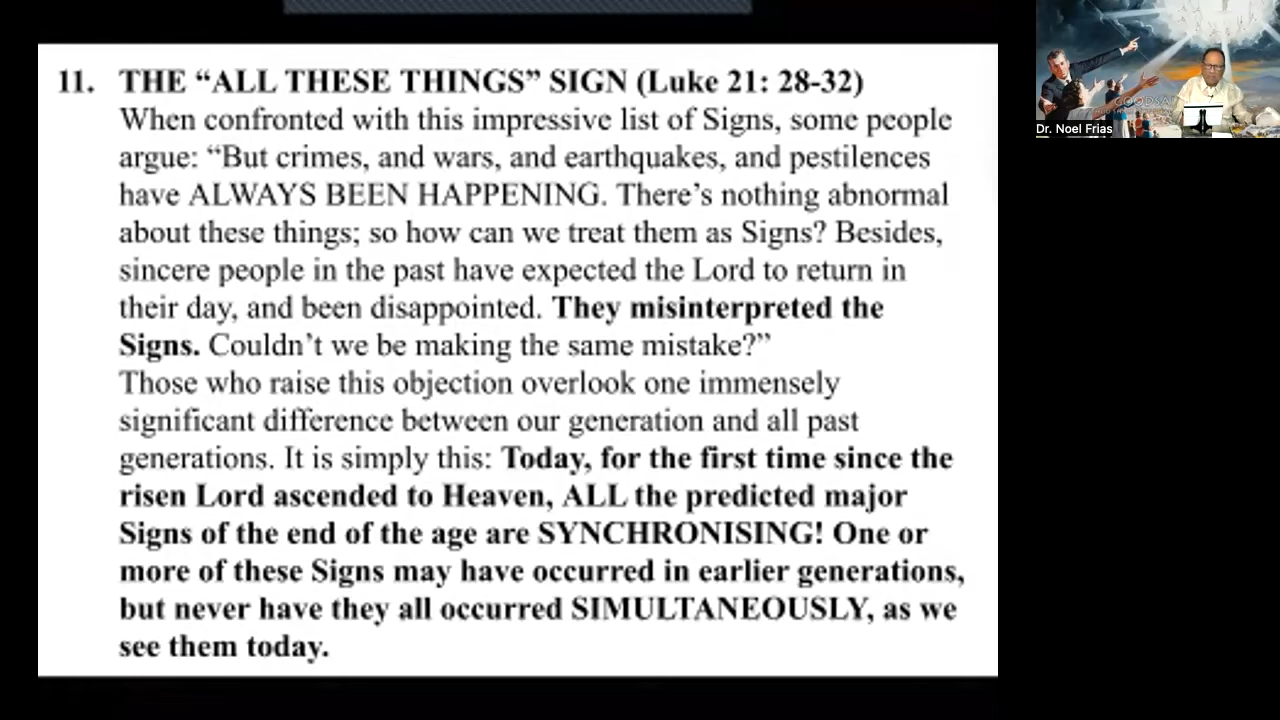 11. THE “ALL THESE THINGS” SIGN (Luke 21: 28-32)
When confronted with this impressive list of Signs, some people
argue: “But crimes, and wars, and earthquakes, and pestilences
have ALWAYS BEEN HAPPENING. There’s nothing abnormal
about these things; so how can we treat them as Signs? Besides,
sincere people in the past have expected the Lord to return in
their day, and been disappointed. They misinterpreted the
Signs. Couldn’t we be making the same mistake?”
Those who raise this objection overlook one immensely
significant difference between our generation and all past
generations. It is simply this: Today, for the first time since the
risen Lord ascended to Heaven, ALL the predicted major
Signs of the end of the age are SYNCHRONISING! One or
more of these Signs may have occurred in earlier generations,
but never have they all occurred SIMULTANEOUSLY, as we
see them today.
Dr. Noel Frias